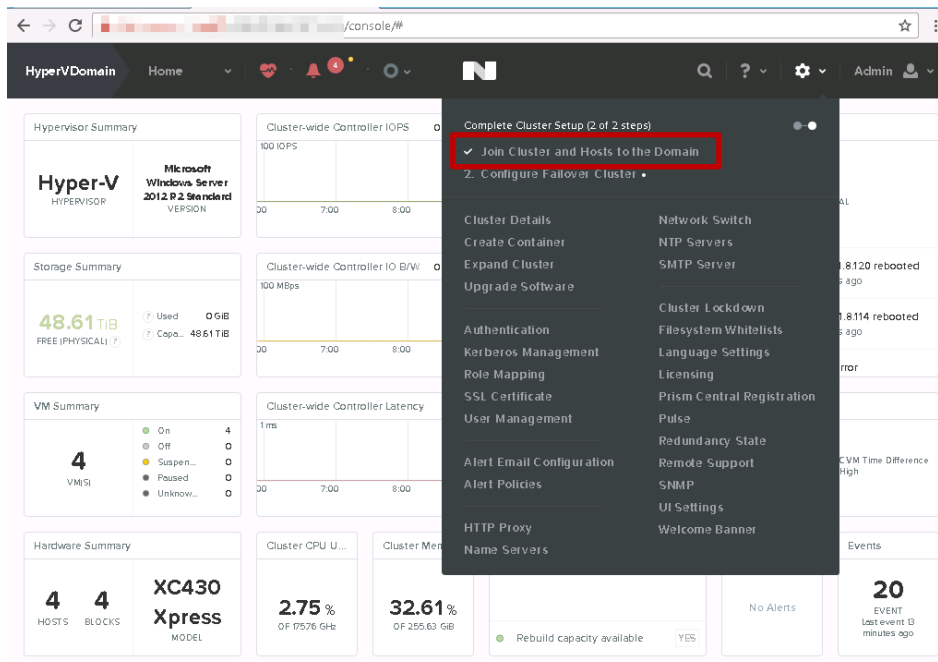 /console/#
HyperVDomain
Home
4
N
?
Admin
Hypervisor Summary
Hyper-V
HYPERVISOR
Microsoft
Windows Server
2012 R2 Standard
VERSION
Cluster-wide Controller IOPS 0
100 IOPS
00 7:00 8:00
Complete Cluster Setup (2 of 2 steps)
Join Cluster and Hosts to the Domain
2. Configure Failover Cluster
Cluster Details
Create Container
Expand Cluster
Upgrade Software
Authentication
Kerberos Management
Role Mapping
SSL Certificate
User Management
Alert Email Configuration
Alert Policies
HTTP Proxy
Name Servers
Network Switch
NTP Servers
SMTP Server
Cluster Lockdown
Filesystem Whitelists
Language Settings
Licensing
Prism Central Registration
Pulse
Redundancy State
Remote Support
SNMP
UI Settings
Welcome Banner
AL
Storage Summary
48.61 TiB
FREE (PHYSICAL) ?
? Used 0 GiB
? Capa... 48.61 TiB
Cluster-wide Controller IO B/W 0
100 MBps
00 7:00 8:00
1.8.120 rebooted
s ago
1.8.114 rebooted
s ago
rror
VM Summary
4
VM(S)
On 4
Off 0
Suspen... 0
Paused 0
Unknow... 0
Cluster-wide Controller Latency
1 ms
00 7:00 8:00
CVM Time Difference
High
Hardware Summary
4
HOSTS
4
BLOCKS
XC430
Xpress
MODEL
Cluster CPU U...
2.75 %
OF 175.76 GHz
Cluster Mem
32.61 %
OF 255.63 GiB
Rebuild capacity available YES
No Alerts
Events
20
EVENT
Last event 13
minutes ago